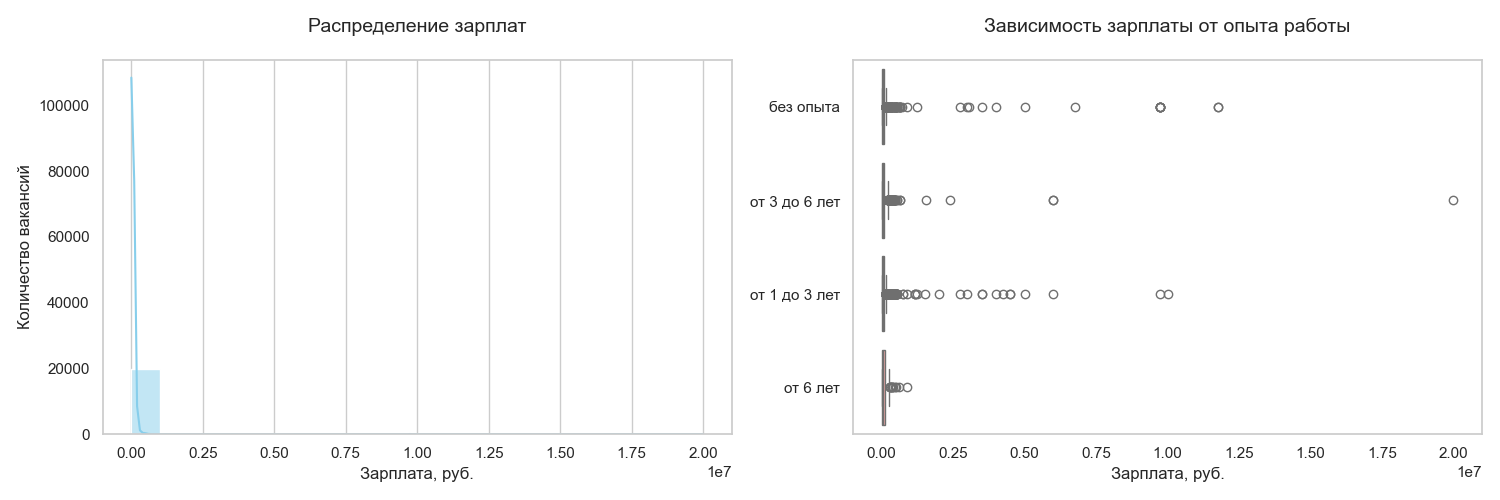 Распределение зарплат
Количество вакансий
100000
80000
60000
40000
20000
0
0.00 0.25 0.50 0.75 1.00 1.25 1.50 1.75 2.00
1e7
Зарплата, руб.
Зависимость зарплаты от опыта работы
без опыта
от 3 до 6 лет
от 1 до 3 лет
от 6 лет
0.00 0.25 0.50 0.75 1.00 1.25 1.50 1.75 2.00
1e7
Зарплата, руб.